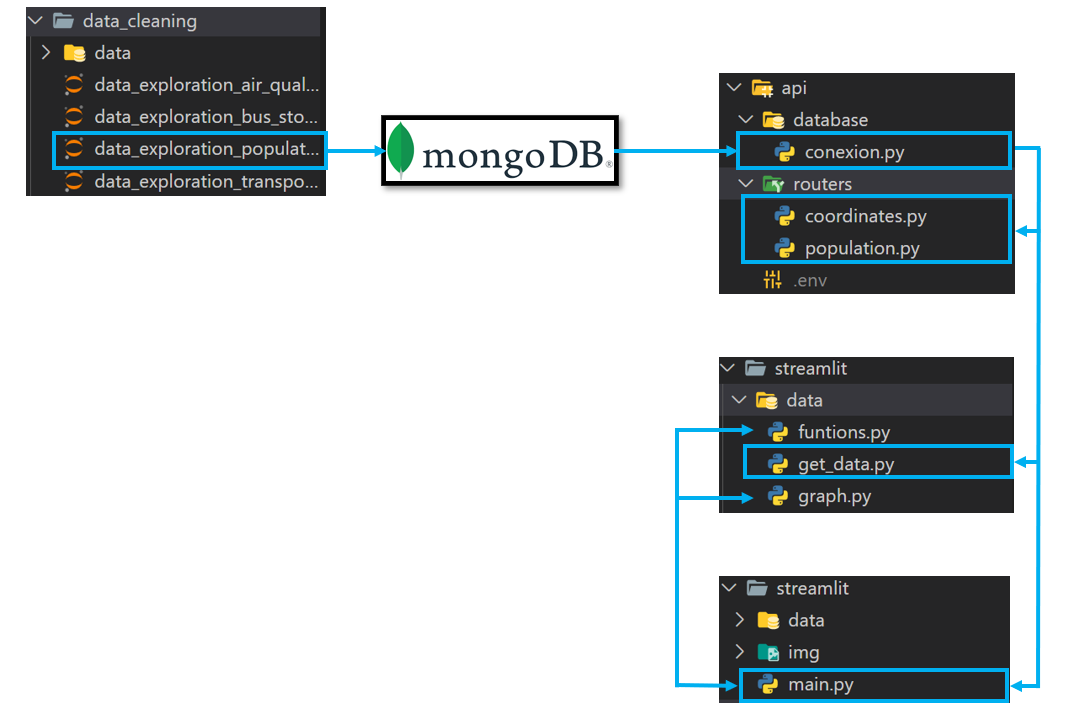 data_cleaning
data
data_exploration_air_qual...
data_exploration_bus_sto...
data_exploration_populat...
data_exploration_transpo...
mongoDB®
api
database
conexion.py
routers
coordinates.py
population.py
.env
streamlit
data
funtions.py
get_data.py
graph.py
streamlit
data
img
main.py